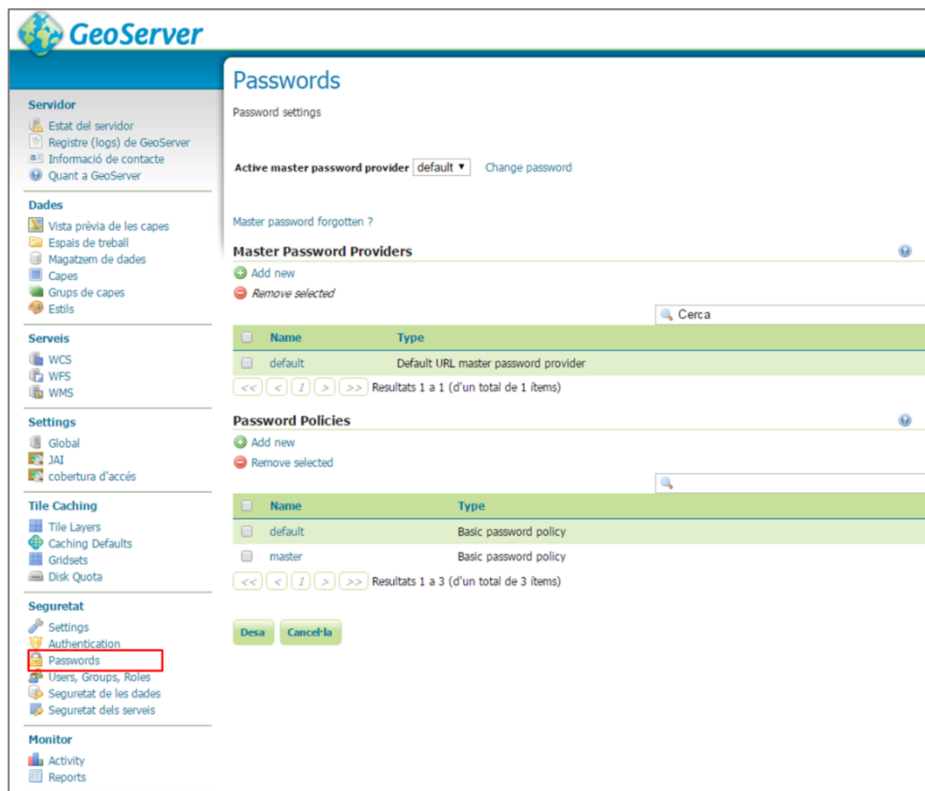 GeoServer
Servidor
Estat del servidor
Registre (logs) de GeoServer
Informació de contacte
Quant a GeoServer
Dades
Vista prèvia de les capes
Espais de treball
Magatzem de dades
Capes
Grups de capes
Estils
Serveis
WCS
WFS
WMS
Settings
Global
JAI
cobertura d'accés
Tile Caching
Tile Layers
Caching Defaults
Gridsets
Disk Quota
Seguretat
Settings
Authentication
Passwords
Users, Groups, Roles
Seguretat de les dades
Seguretat dels serveis
Monitor
Activity
Reports
Passwords
Password settings
Active master password provider default Change password
Master password forgotten ?
Master Password Providers
Add new
Remove selected
Cerca
Name Type
default Default URL master password provider
<< < 1 > >> Resultats 1 a 1 (d'un total de 1 ítems)
Password Policies
Add new
Remove selected
Name Type
default Basic password policy
master Basic password policy
<< < 1 > >> Resultats 1 a 3 (d'un total de 3 ítems)
Desa Cancel·la